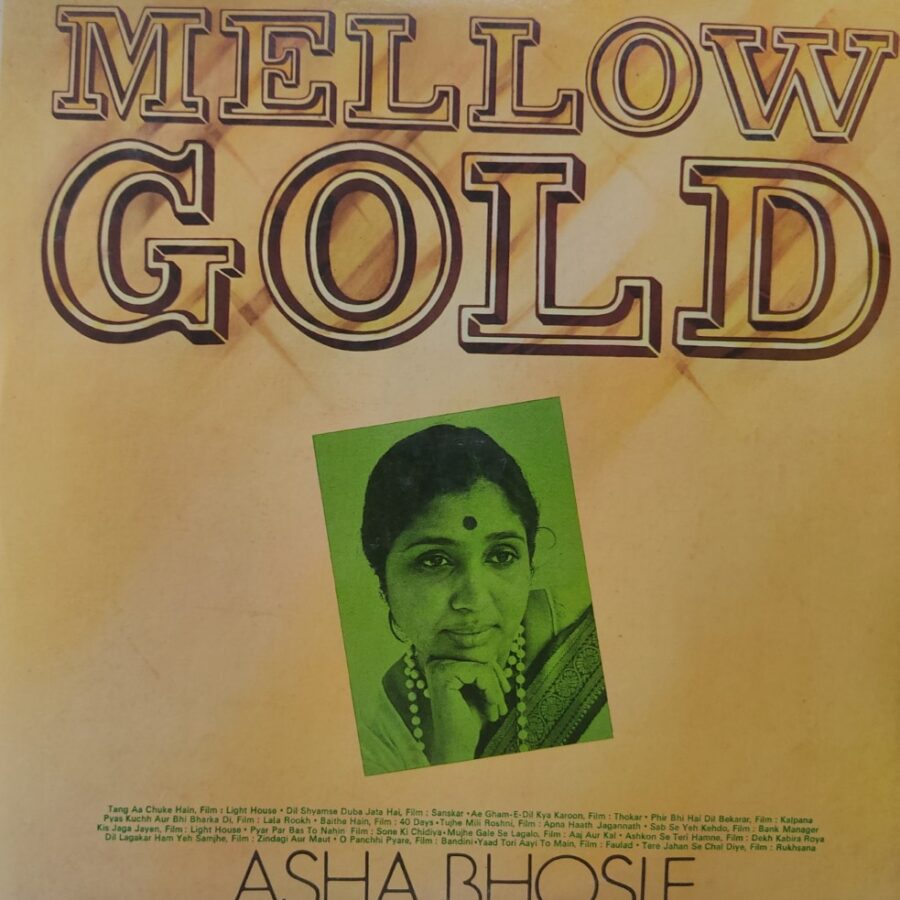 MELLOW
GOLD
Tang Aa Chuke Hain, Film : Light House • Dil Shyamse Duba Jata Hai, Film : Sanskar • Ae Gham-E-Dil Kya Karoon, Film : Thokar • Phir Bhi Hai Dil Bekarar, Film : Kalpana
Pyas Kuchh Aur Bhi Bharka Di, Film : Lala Rookh • Baithe Hain, Film : 40 Days • Tujhe Mili Roshni, Film : Apna Haath Jagannath • Sab Se Yeh Kehdo, Film : Bank Manager
Kis Jaga Jayen, Film : Light House • Pyar Par Bas To Nahin Film : Sone Ki Chidiya • Mujhe Gale Se Lagalo, Film : Aaj Aur Kal • Ashkon Se Teri Hamne, Film : Dekh Kabira Roya
Dil Lagakar Ham Yeh Samjhe, Film : Zindagi Aur Maut • O Panchhi Pyare, Film : Bandini • Yaad Tori Aayi To Main, Film : Faulad • Tere Jahan Se Chal Diye, Film : Rukhsana
ASHA BHOSLE